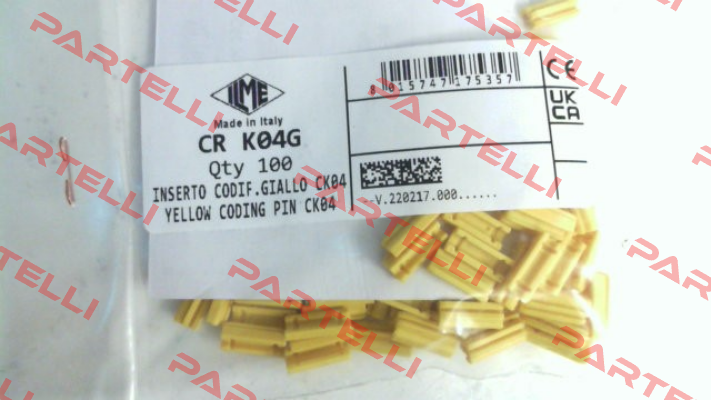 ILME
Made in Italy
CR K04G
Qty 100
INSERTO CODIF.GIALLO CK04
YELLOW CODING PIN CK04
8 015747 175357
--V.220217.000......
CE
UK
CA
PARTELLI
PARTELLI
PARTELLI
PARTELLI
PARTELLI
PARTELLI
PARTELLI
PARTELLI
PARTELLI